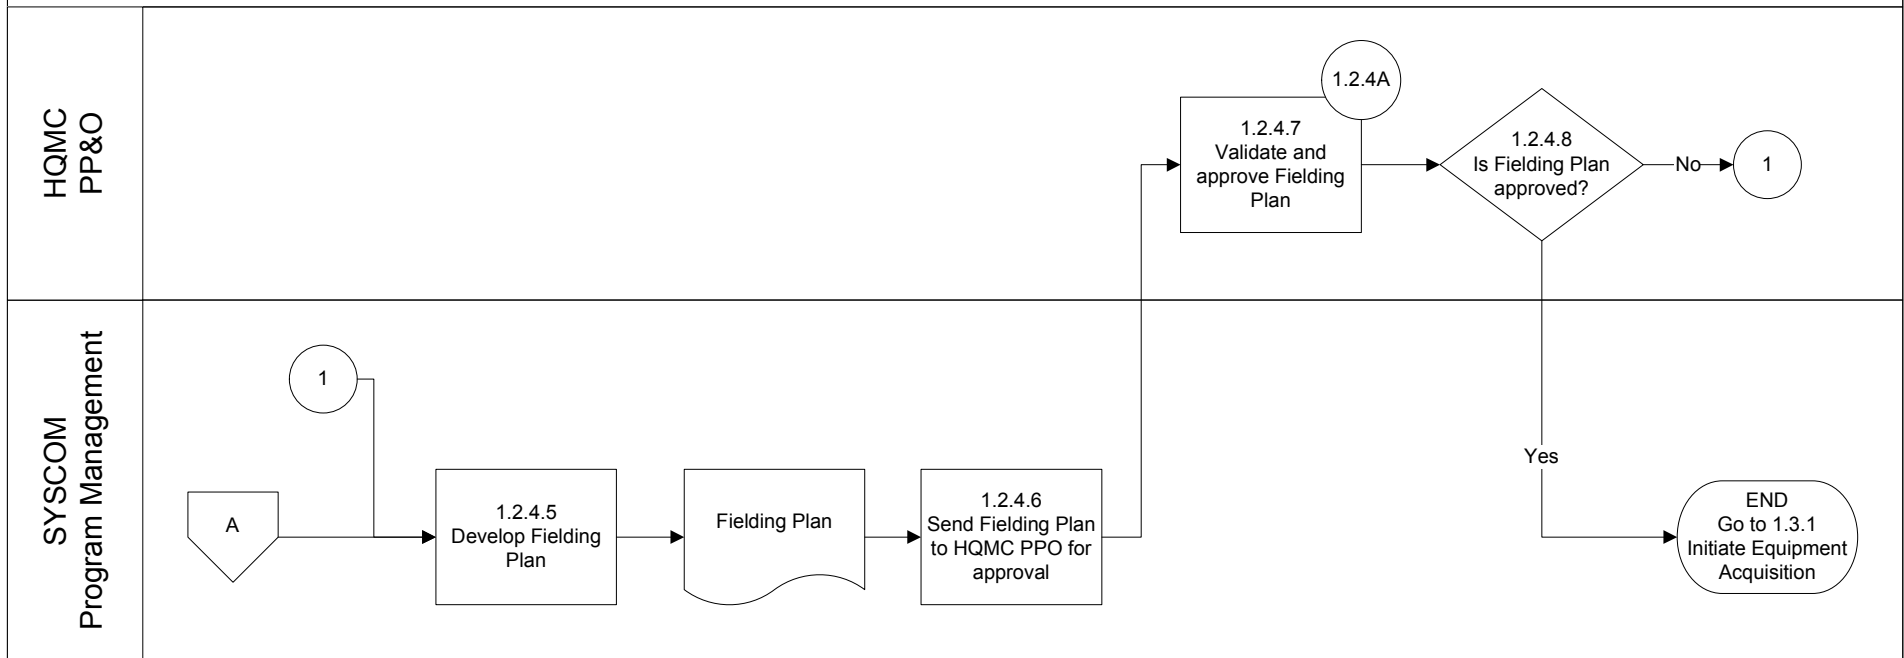 HQMC
PP&O
1.2.4A
1.2.4.7
Validate and
approve Fielding
Plan
1.2.4.8
Is Fielding Plan
approved?
No
1
SYSCOM
Program Management
1
A
1.2.4.5
Develop Fielding
Plan
Fielding Plan
1.2.4.6
Send Fielding Plan
to HQMC PPO for
approval
Yes
END
Go to 1.3.1
Initiate Equipment
Acquisition